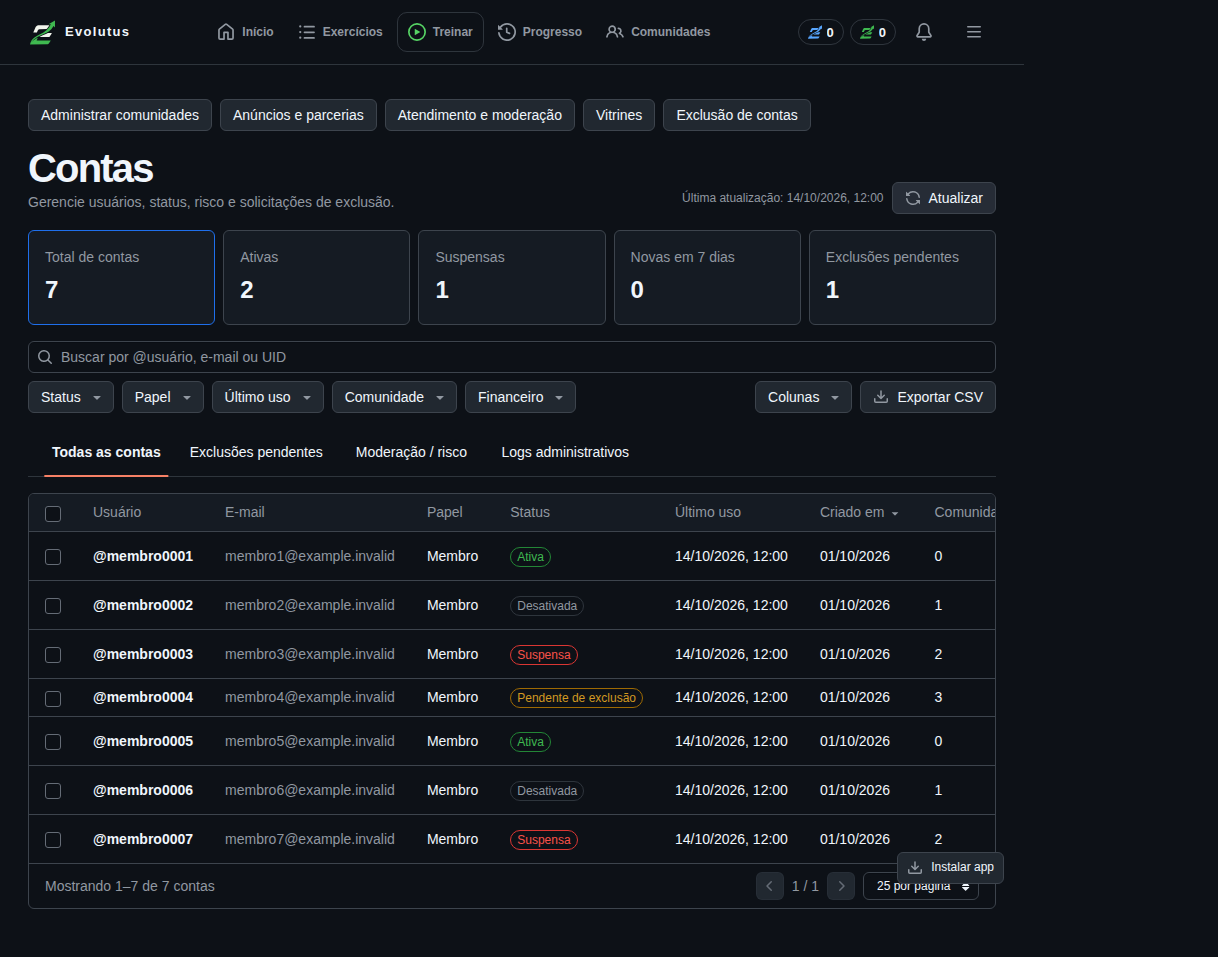 Evolutus Início Exercícios Treinar Progresso Comunidades 0 0
Administrar comunidades Anúncios e parcerias Atendimento e moderação Vitrines Exclusão de contas
Contas
Gerencie usuários, status, risco e solicitações de exclusão.
Última atualização: 14/10/2026, 12:00 Atualizar
Total de contas Ativas Suspensas Novas em 7 dias Exclusões pendentes
7 2 1 0 1
Buscar por @usuário, e-mail ou UID
Status Papel Último uso Comunidade Financeiro Colunas Exportar CSV
Todas as contas Exclusões pendentes Moderação / risco Logs administrativos
Usuário E-mail Papel Status Último uso Criado em Comunida
@membro0001 membro1@example.invalid Membro Ativa 14/10/2026, 12:00 01/10/2026 0
@membro0002 membro2@example.invalid Membro Desativada 14/10/2026, 12:00 01/10/2026 1
@membro0003 membro3@example.invalid Membro Suspensa 14/10/2026, 12:00 01/10/2026 2
@membro0004 membro4@example.invalid Membro Pendente de exclusão 14/10/2026, 12:00 01/10/2026 3
@membro0005 membro5@example.invalid Membro Ativa 14/10/2026, 12:00 01/10/2026 0
@membro0006 membro6@example.invalid Membro Desativada 14/10/2026, 12:00 01/10/2026 1
@membro0007 membro7@example.invalid Membro Suspensa 14/10/2026, 12:00 01/10/2026 2
Instalar app
Mostrando 1–7 de 7 contas 1 / 1 25 por página